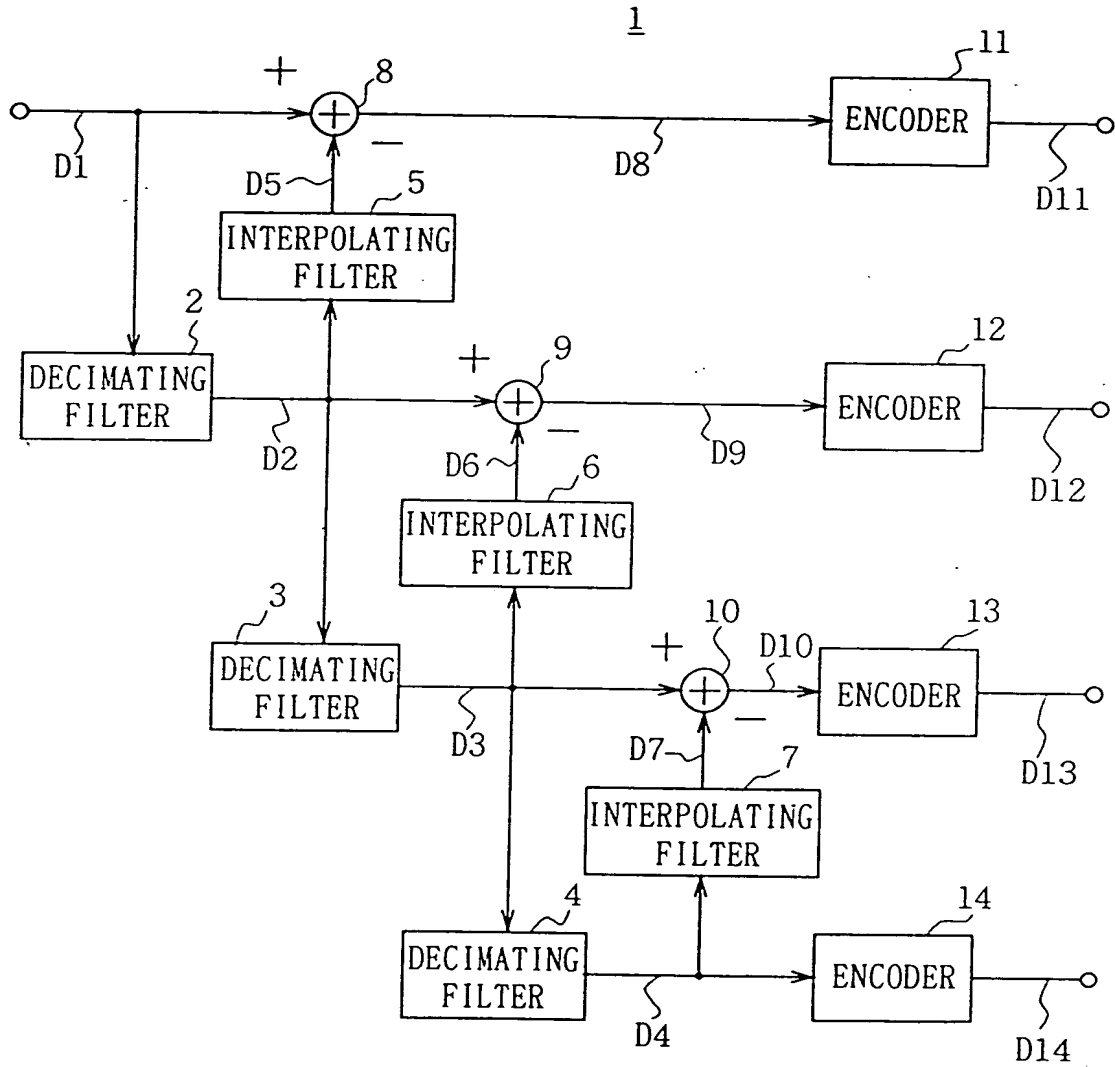 1
11
+
8
ENCODER
D1
−
D8
D11
D5
5
INTERPOLATING
FILTER
2
12
+
9
DECIMATING
FILTER
ENCODER
D2
−
D9
D12
D6
6
INTERPOLATING
FILTER
3
10
13
+
D10
DECIMATING
FILTER
ENCODER
D3
−
D13
D7
7
INTERPOLATING
FILTER
4
14
DECIMATING
FILTER
ENCODER
D4
D14